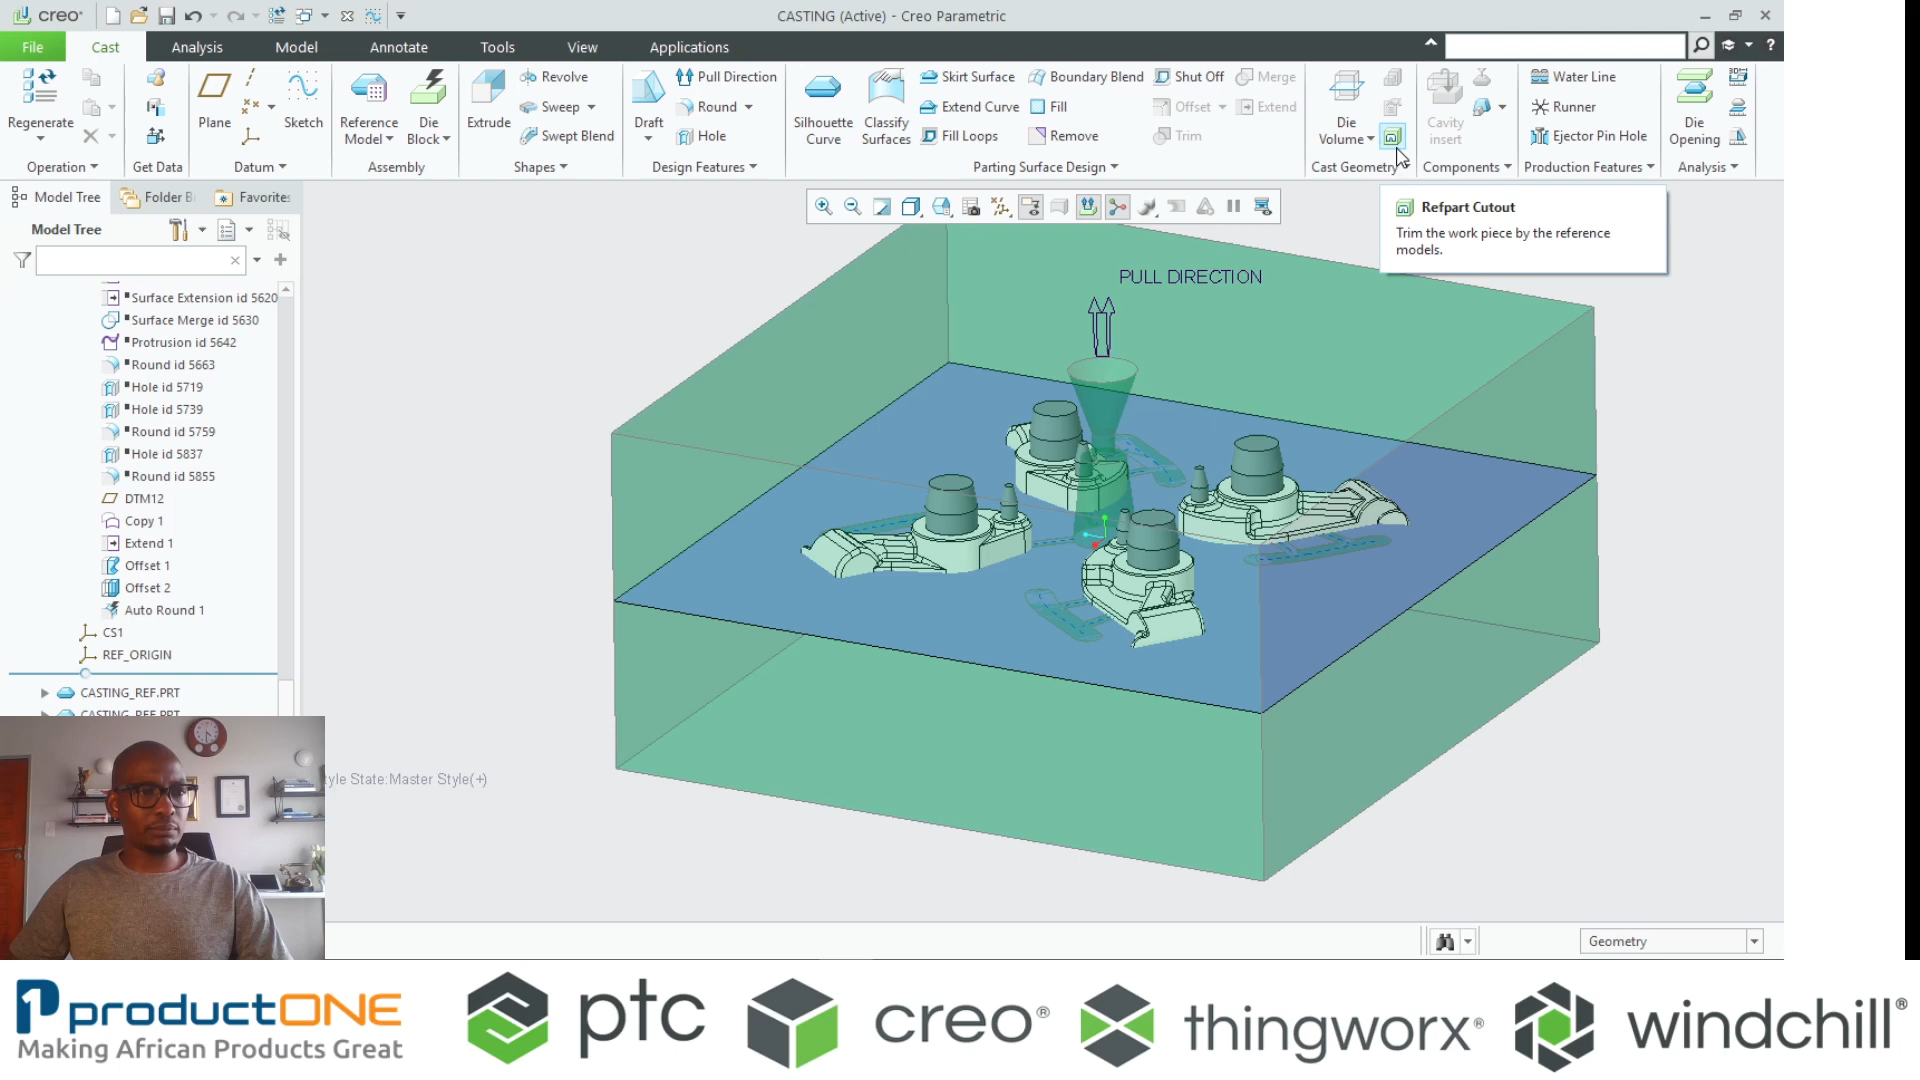 creo®
CASTING (Active) - Creo Parametric
File
Cast
Analysis
Model
Annotate
Tools
View
Applications
?
Regenerate
Plane
Sketch
Reference Model
Die Block
Extrude
Revolve
Sweep
Swept Blend
Draft
Pull Direction
Round
Hole
Silhouette Curve
Classify Surfaces
Skirt Surface
Extend Curve
Fill Loops
Boundary Blend
Fill
Remove
Shut Off
Offset
Trim
Merge
Extend
Die Volume
Cavity insert
Water Line
Runner
Ejector Pin Hole
Die Opening
Operation
Get Data
Datum
Assembly
Shapes
Design Features
Parting Surface Design
Cast Geometry
Components
Production Features
Analysis
Model Tree
Folder B
Favorites
Model Tree
Refpart Cutout
Trim the work piece by the reference
models.
PULL DIRECTION
Surface Extension id 5620
Surface Merge id 5630
Protrusion id 5642
Round id 5663
Hole id 5719
Hole id 5739
Round id 5759
Hole id 5837
Round id 5855
DTM12
Copy 1
Extend 1
Offset 1
Offset 2
Auto Round 1
CS1
REF_ORIGIN
CASTING_REF.PRT
CASTING_REF.PRT
tyle State:Master Style(+)
Geometry
productONE
Making African Products Great
ptc
creo®
thingworx®
windchill®